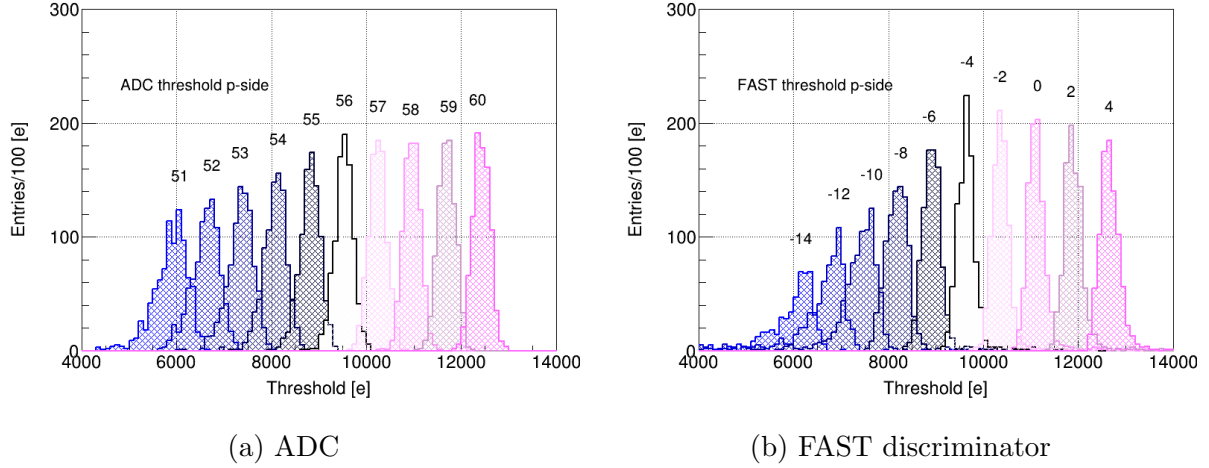 300
200
100
Entries/100 [e]
ADC threshold p-side
51
52
53
54
55
56
57
58
59
60
4000 6000 8000 10000 12000 14000
Threshold [e]
(a) ADC
300
200
100
Entries/100 [e]
FAST threshold p-side
-14
-12
-10
-8
-6
-4
-2
0
2
4
4000 6000 8000 10000 12000 14000
Threshold [e]
(b) FAST discriminator